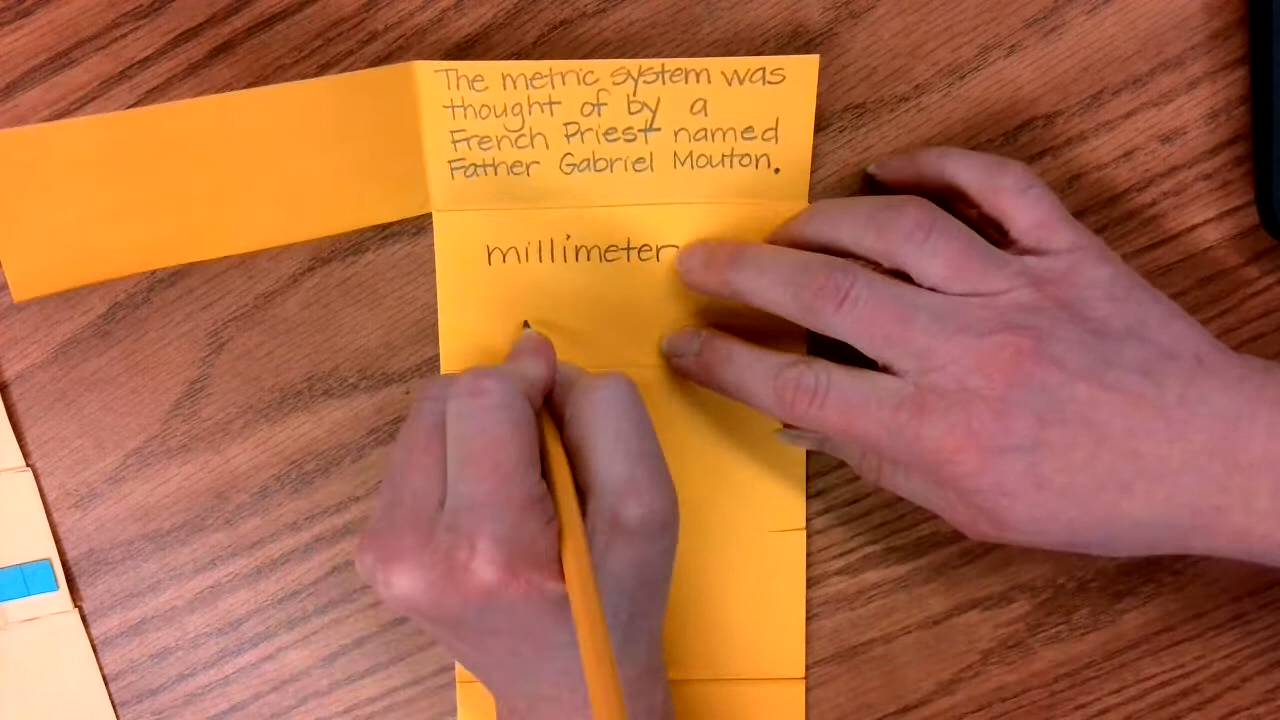 The metric system was
thought of by a
French Priest named
Father Gabriel Mouton.
millimeter